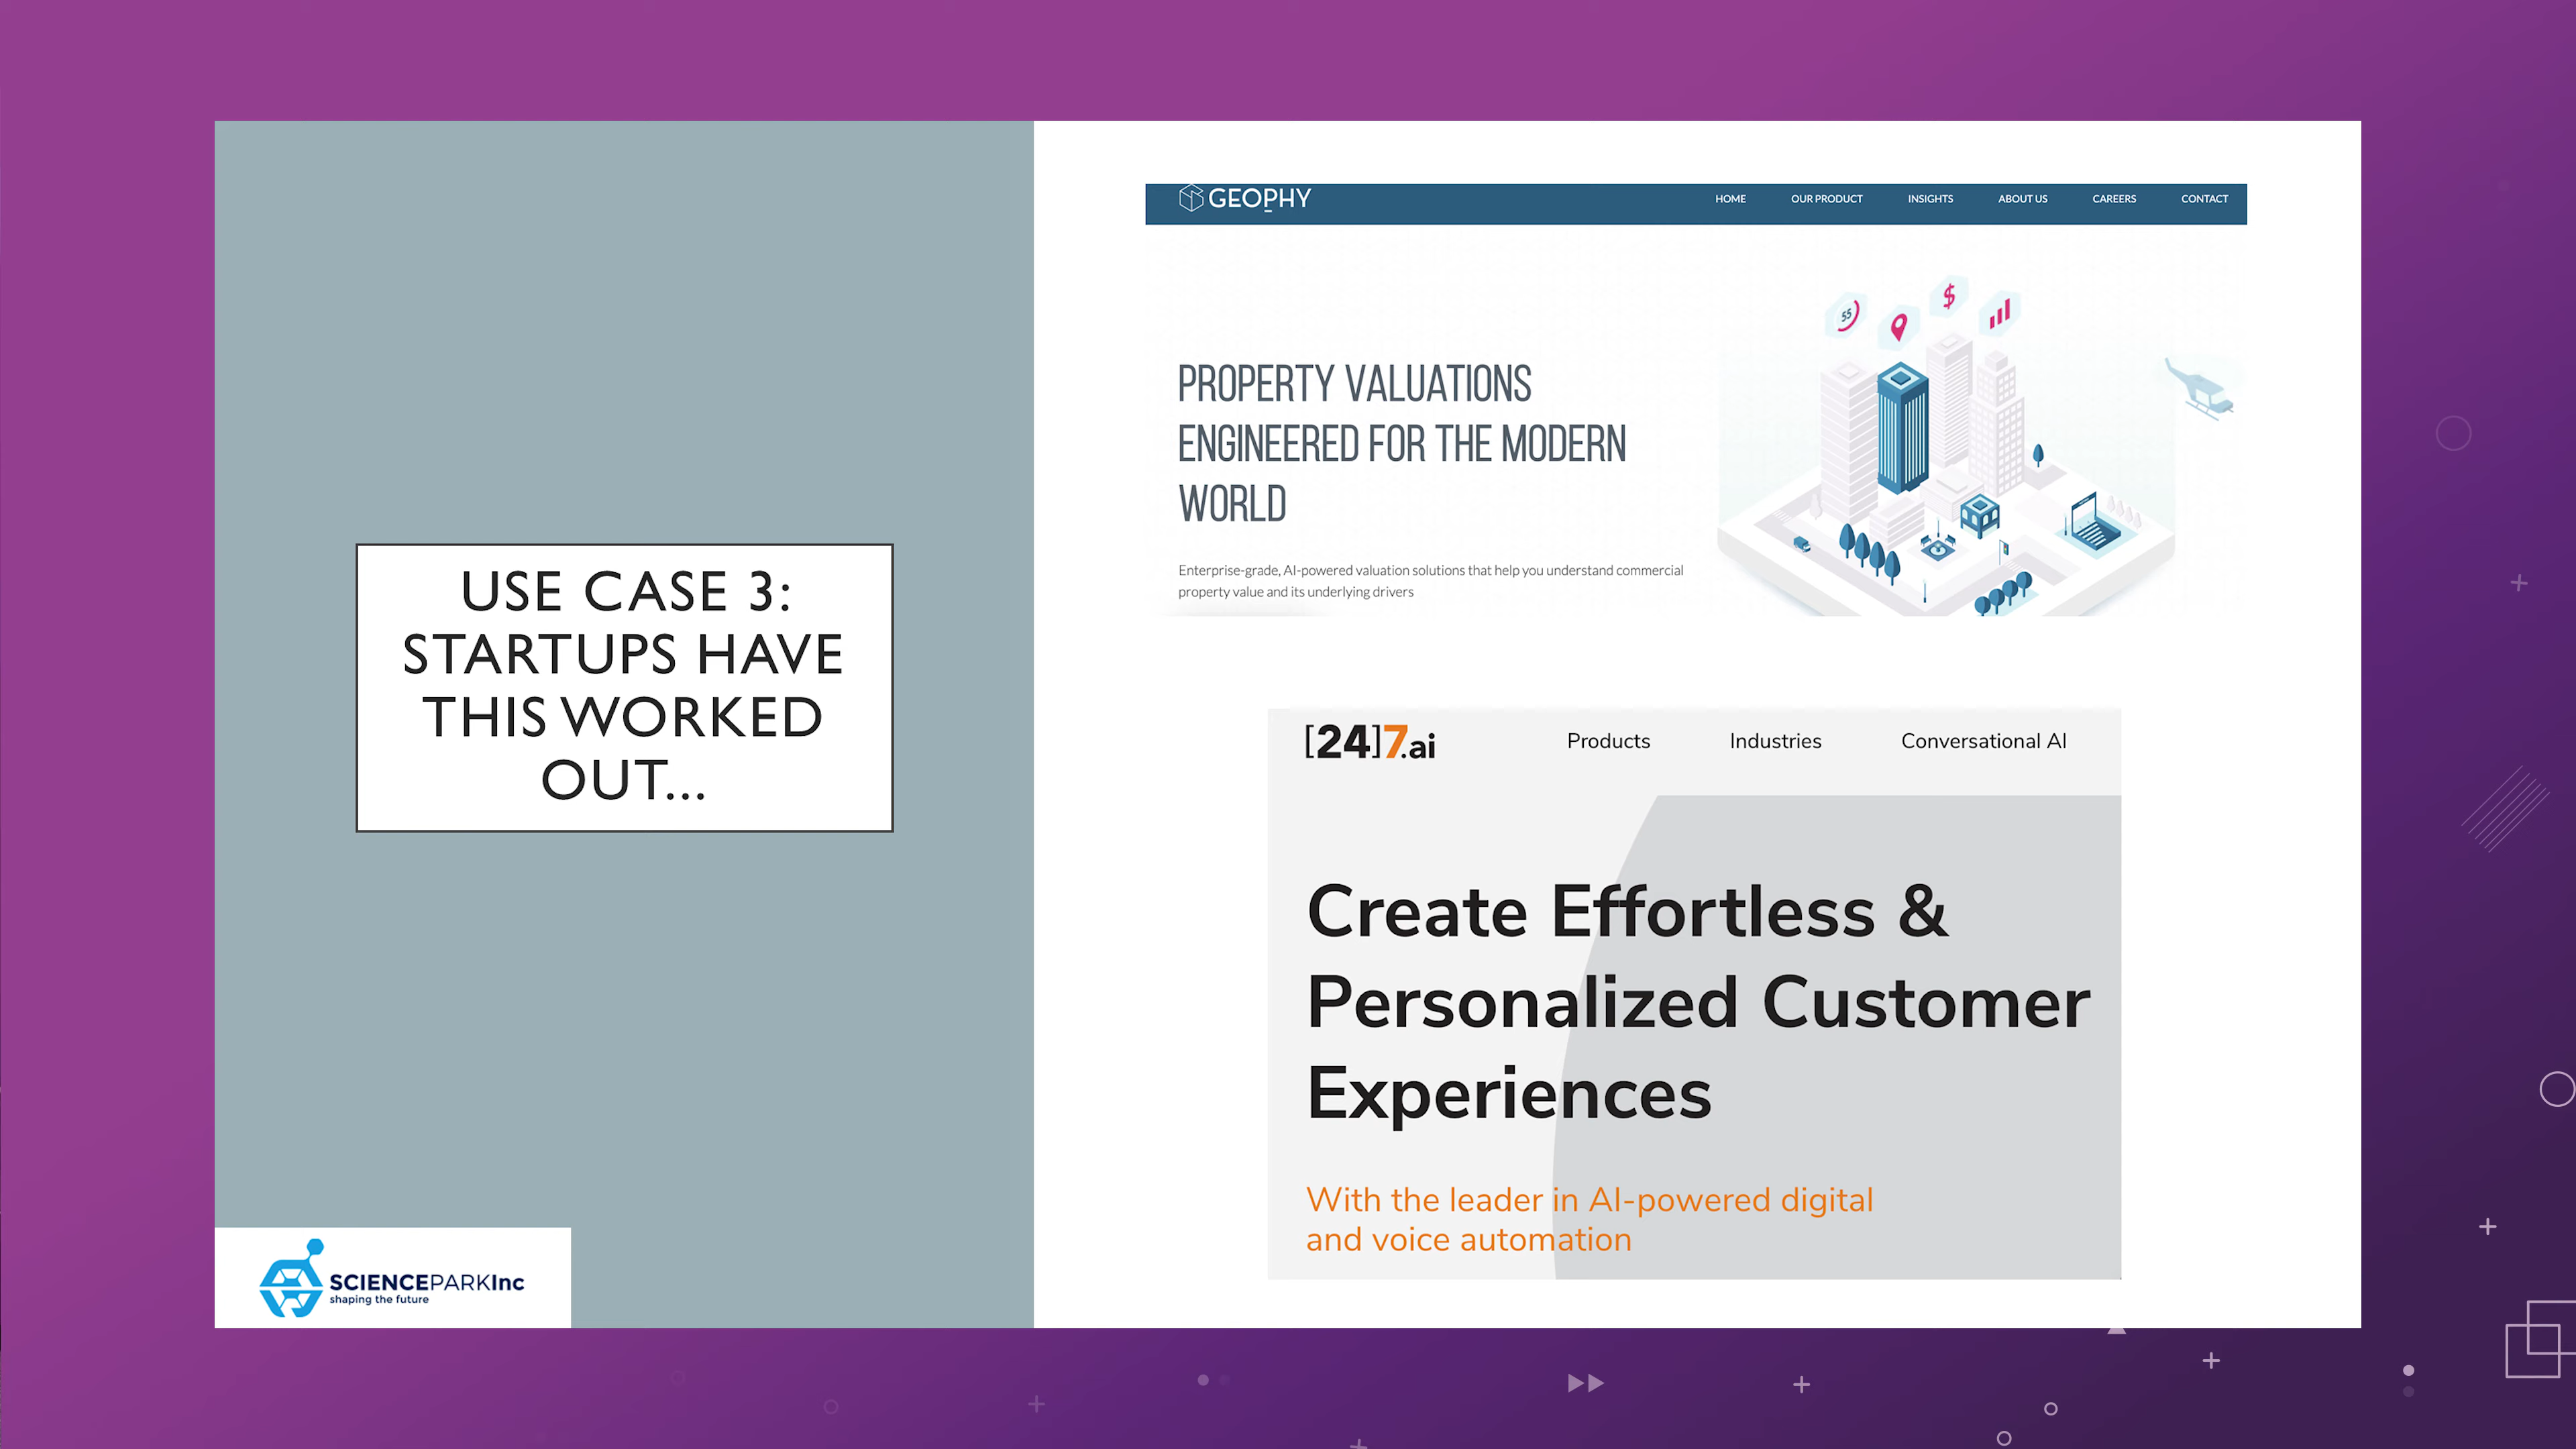 USE CASE 3:
STARTUPS HAVE
THIS WORKED
OUT...
SCIENCEPARKInc
shaping the future
GEOPHY
HOME OUR PRODUCT INSIGHTS ABOUT US CAREERS CONTACT
55
$
PROPERTY VALUATIONS
ENGINEERED FOR THE MODERN
WORLD
Enterprise-grade, AI-powered valuation solutions that help you understand commercial
property value and its underlying drivers
[24]7.ai
Products Industries Conversational AI
Create Effortless &
Personalized Customer
Experiences
With the leader in AI-powered digital
and voice automation